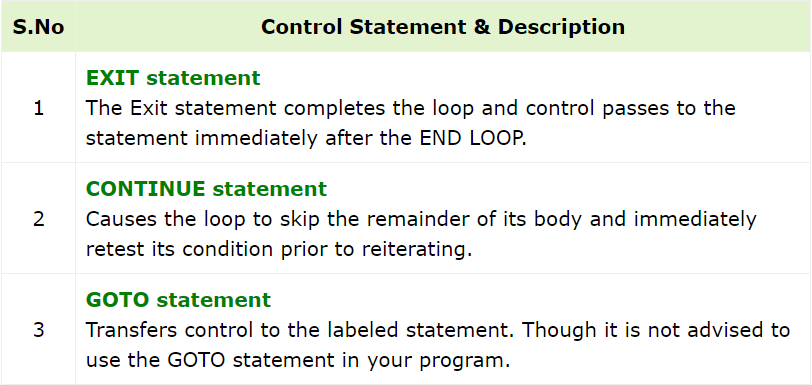 S.No Control Statement & Description
EXIT statement
1
The Exit statement completes the loop and control passes to the
statement immediately after the END LOOP.
CONTINUE statement
2
Causes the loop to skip the remainder of its body and immediately
retest its condition prior to reiterating.
GOTO statement
3
Transfers control to the labeled statement. Though it is not advised to
use the GOTO statement in your program.